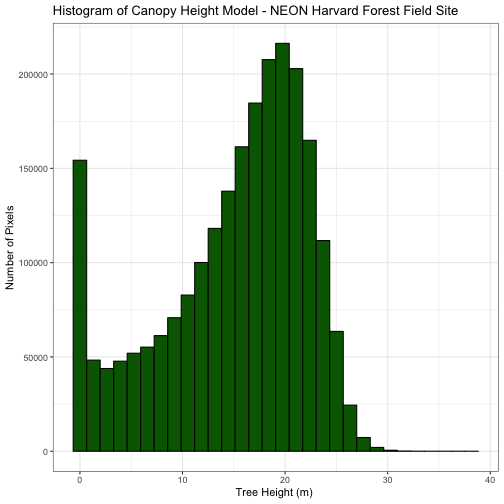 Histogram of Canopy Height Model - NEON Harvard Forest Field Site
200000
150000
100000
50000
0
Number of Pixels
0 10 20 30 40
Tree Height (m)